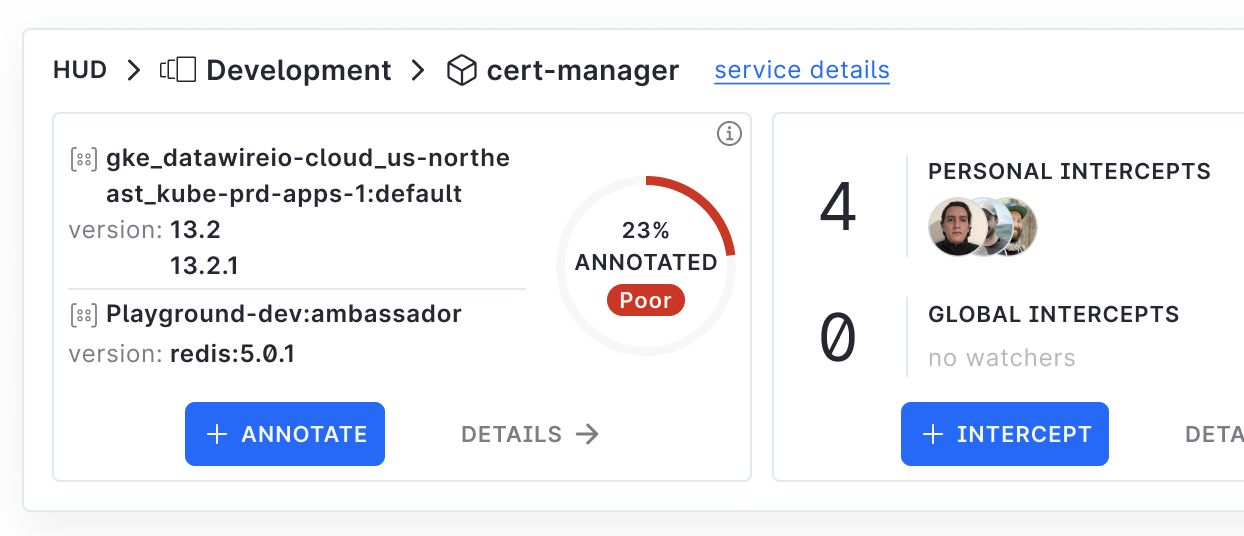 HUD > Development > cert-manager service details
gke_datawireio-cloud_us-northe
ast_kube-prd-apps-1:default
version: 13.2
13.2.1
Playground-dev:ambassador
version: redis:5.0.1
23%
ANNOTATED
Poor
+ ANNOTATE
DETAILS →
4
PERSONAL INTERCEPTS
0
GLOBAL INTERCEPTS
no watchers
+ INTERCEPT
DETA